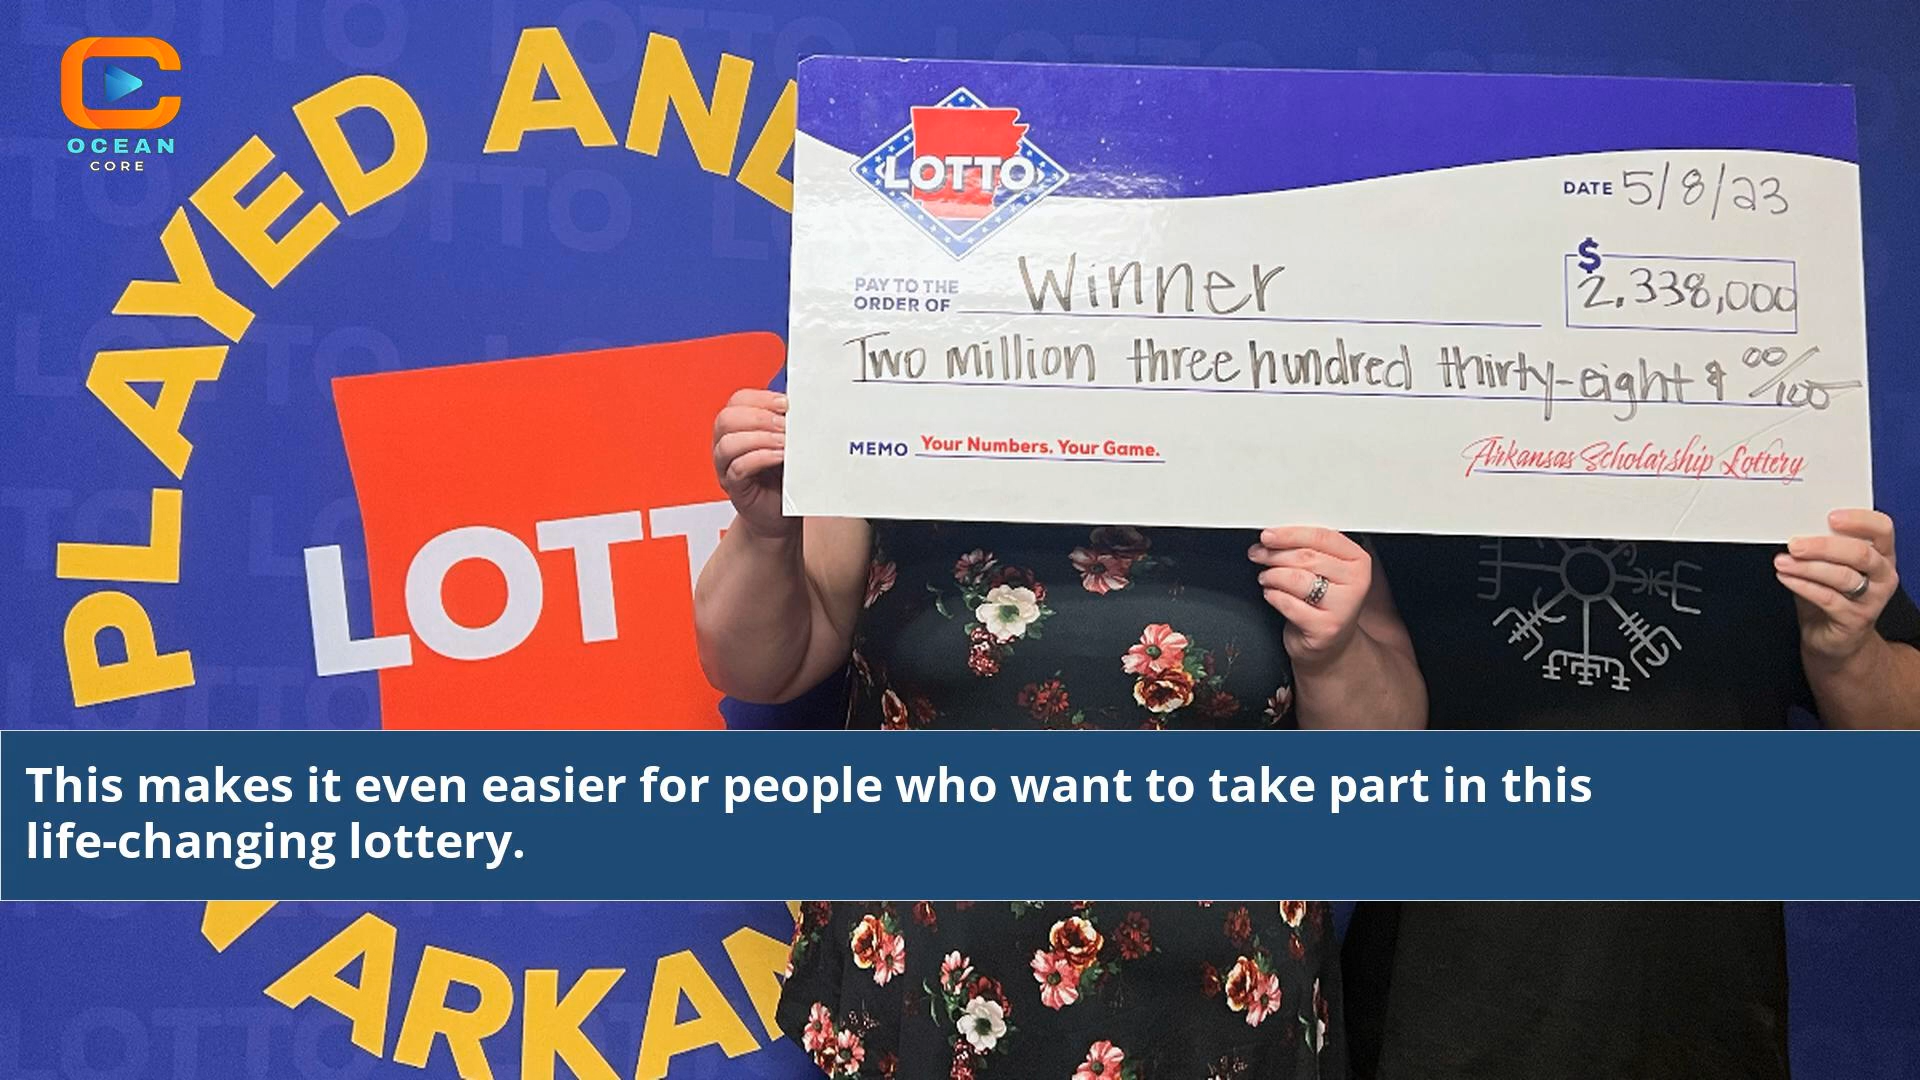 OCEAN
CORE
PLAYED AND
LOTTO
DATE 5/8/23
PAY TO THE
ORDER OF Winner
$ 2,338,000
Two million three hundred thirty-eight & 00/100
MEMO Your Numbers. Your Game.
Arkansas Scholarship Lottery
LOTT
This makes it even easier for people who want to take part in this
life-changing lottery.
ARKAN